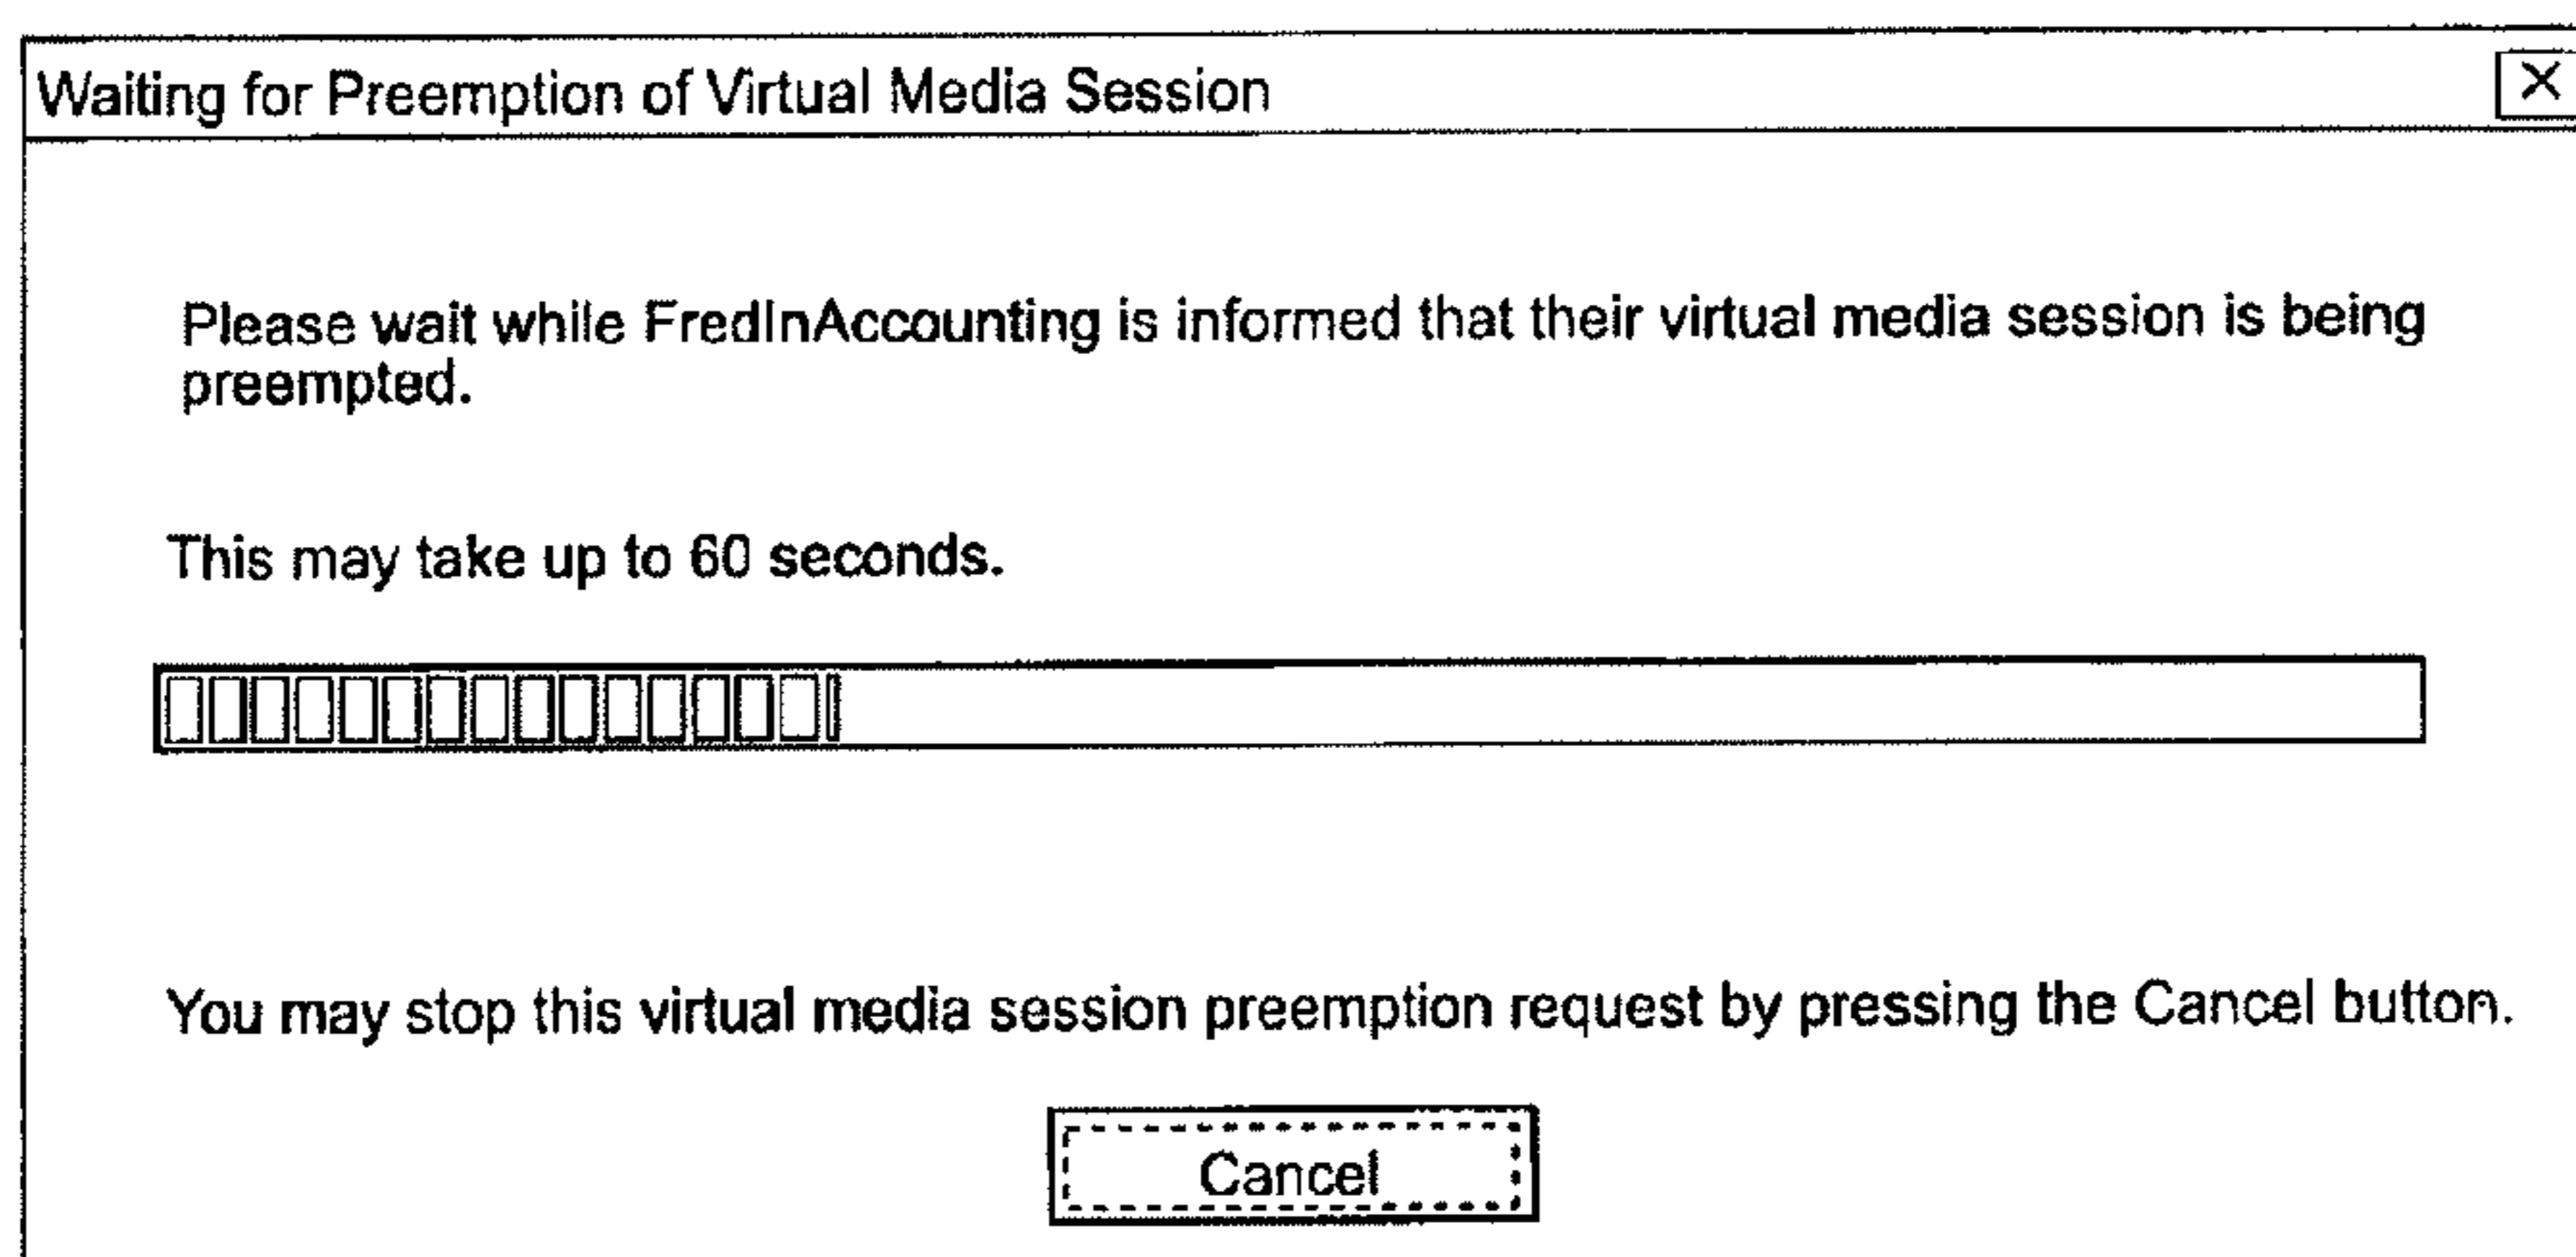 Waiting for Preemption of Virtual Media Session
Please wait while FredInAccounting is informed that their virtual media session is being
preempted.
This may take up to 60 seconds.
You may stop this virtual media session preemption request by pressing the Cancel button.
Cancel